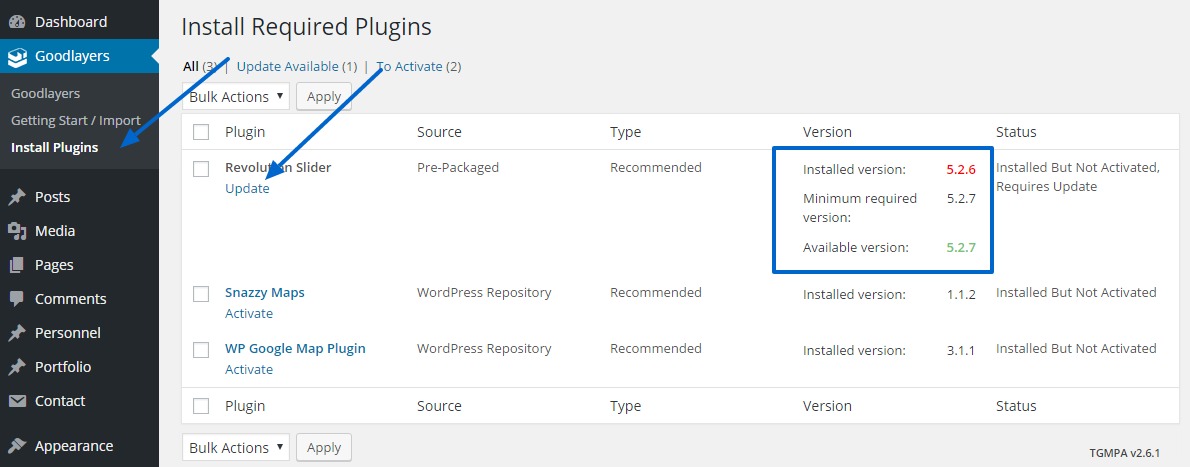 Dashboard
Goodlayers
Goodlayers
Getting Start / Import
Install Plugins
Posts
Media
Pages
Comments
Personnel
Portfolio
Contact
Appearance
Install Required Plugins
All (3) | Update Available (1) | To Activate (2)
Bulk Actions Apply
Plugin Source Type Version Status
Revolution Slider Pre-Packaged Recommended Installed version: 5.2.6 Installed But Not Activated,
Update Requires Update
Minimum required 5.2.7
version:
Available version: 5.2.7
Snazzy Maps WordPress Repository Recommended Installed version: 1.1.2 Installed But Not Activated
Activate
WP Google Map Plugin WordPress Repository Recommended Installed version: 3.1.1 Installed But Not Activated
Activate
Plugin Source Type Version Status
Bulk Actions Apply
TGMPA v2.6.1